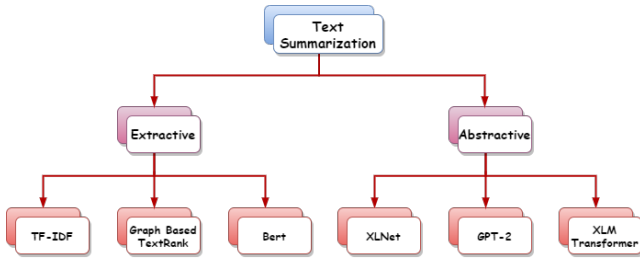 Text
Summarization
Extractive
Abstractive
TF-IDF
Graph Based
TextRank
Bert
XLNet
GPT-2
XLM
Transformer